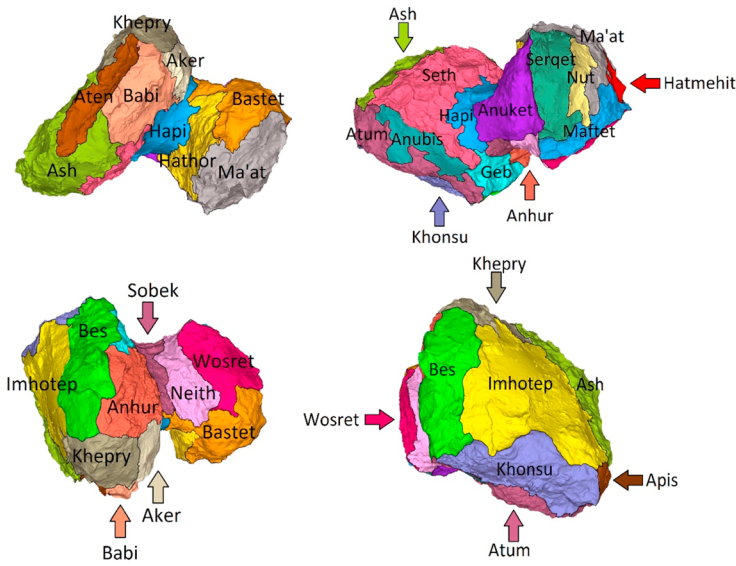 Khepry
Aker
Aten
Babi
Bastet
Hapi
Hathor
Ash
Ma'at
Ash
Ma'at
Serqet
Seth
Nut
Hatmehit
Hapi
Anuket
Atum
Anubis
Maftet
Geb
Khonsu
Anhur
Sobek
Bes
Wosret
Imhotep
Neith
Anhur
Bastet
Khepry
Aker
Babi
Khepry
Bes
Imhotep
Ash
Wosret
Khonsu
Apis
Atum